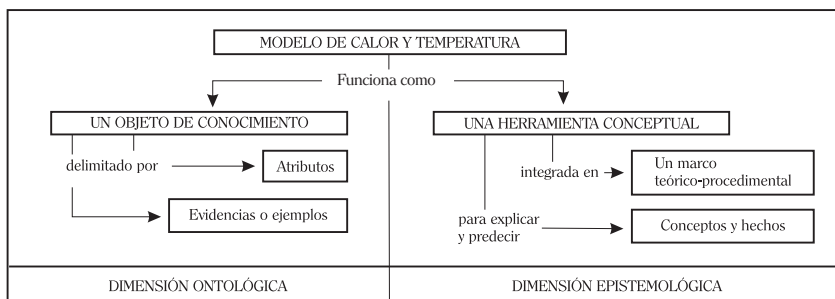 MODELO DE CALOR Y TEMPERATURA
Funciona como
UN OBJETO DE CONOCIMIENTO
delimitado por
Atributos
Evidencias o ejemplos
UNA HERRAMIENTA CONCEPTUAL
integrada en
Un marco
teórico-procedimental
para explicar
y predecir
Conceptos y hechos
DIMENSIÓN ONTOLÓGICA
DIMENSIÓN EPISTEMOLÓGICA